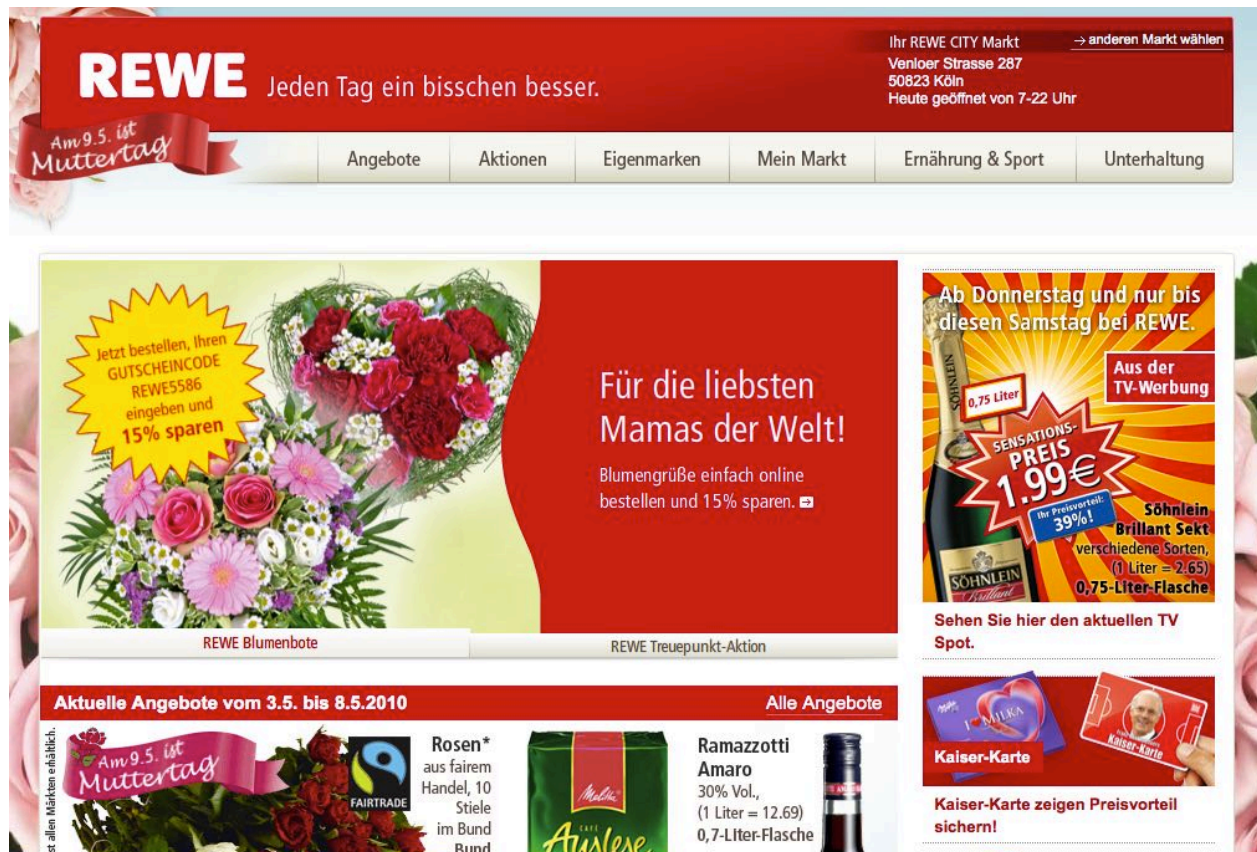 REWE
Jeden Tag ein bisschen besser.
Ihr REWE CITY Markt
→ anderen Markt wählen
Venloer Strasse 287
50823 Köln
Heute geöffnet von 7-22 Uhr
Am 9.5. ist
Muttertag
Angebote
Aktionen
Eigenmarken
Mein Markt
Ernährung & Sport
Unterhaltung
Jetzt bestellen, Ihren
GUTSCHEINCODE
REWE5586
eingeben und
15% sparen
Für die liebsten
Mamas der Welt!
Blumengrüße einfach online
bestellen und 15% sparen.
REWE Blumenbote
REWE Treuepunkt-Aktion
Ab Donnerstag und nur bis
diesen Samstag bei REWE.
Aus der
TV-Werbung
SÖHNLEIN
0,75 Liter
SENSATIONS-
PREIS
1.99€
Ihr Preisvorteil:
39%!
Söhnlein
Brillant Sekt
verschiedene Sorten,
(1 Liter = 2.65)
0,75-Liter-Flasche
SÖHNLEIN
Brillant
Sehen Sie hier den aktuellen TV
Spot.
Aktuelle Angebote vom 3.5. bis 8.5.2010
Alle Angebote
st allen Märkten erhältlich.
Am 9.5. ist
Muttertag
FAIRTRADE
Rosen*
aus fairem
Handel, 10
Stiele
im Bund
Bund
Melitta
CAFÉ
Auslese
Ramazzotti
Amaro
30% Vol.,
(1 Liter = 12.69)
0,7-Liter-Flasche
Milka
I MILKA
Kaiser-Karte
Kaiser-Karte
Kaiser-Karte zeigen Preisvorteil
sichern!